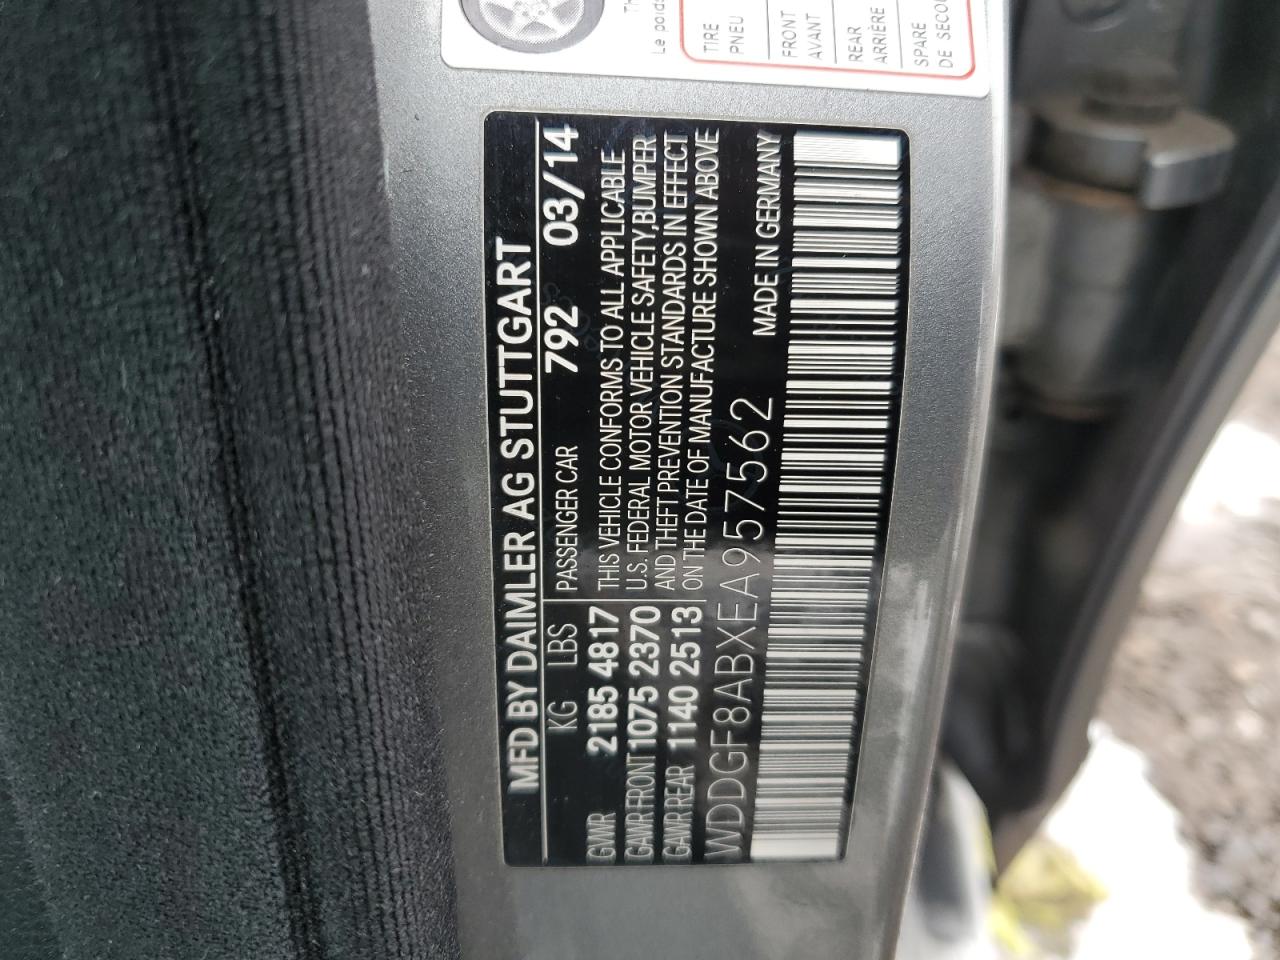 MFD BY DAIMLER AG STUTTGART
KG LBS PASSENGER CAR 792 03/14
GVWR 2185 4817
GAWR FRONT 1075 2370
GAWR REAR 1140 2513
THIS VEHICLE CONFORMS TO ALL APPLICABLE
U.S. FEDERAL MOTOR VEHICLE SAFETY,BUMPER
AND THEFT PREVENTION STANDARDS IN EFFECT
ON THE DATE OF MANUFACTURE SHOWN ABOVE
WDDGF8ABXEA957562 MADE IN GERMANY
Le poids
TIRE
PNEU
FRONT
AVANT
REAR
ARRIÈRE
SPARE